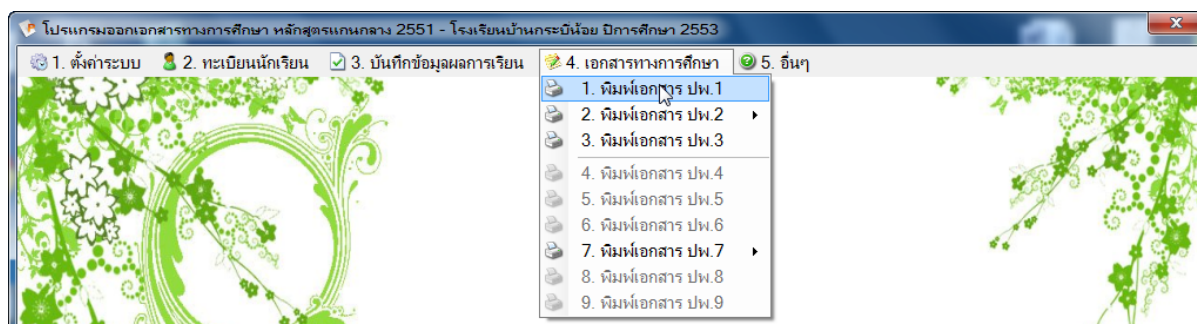 โปรแกรมออกเอกสารทางการศึกษา หลักสูตรแกนกลาง 2551 - โรงเรียนบ้านกระบี่น้อย ปีการศึกษา 2553
1. ตั้งค่าระบบ 2. ทะเบียนนักเรียน 3. บันทึกข้อมูลผลการเรียน 4. เอกสารทางการศึกษา 5. อื่นๆ
1. พิมพ์เอกสาร ปพ.1
2. พิมพ์เอกสาร ปพ.2
3. พิมพ์เอกสาร ปพ.3
4. พิมพ์เอกสาร ปพ.4
5. พิมพ์เอกสาร ปพ.5
6. พิมพ์เอกสาร ปพ.6
7. พิมพ์เอกสาร ปพ.7
8. พิมพ์เอกสาร ปพ.8
9. พิมพ์เอกสาร ปพ.9